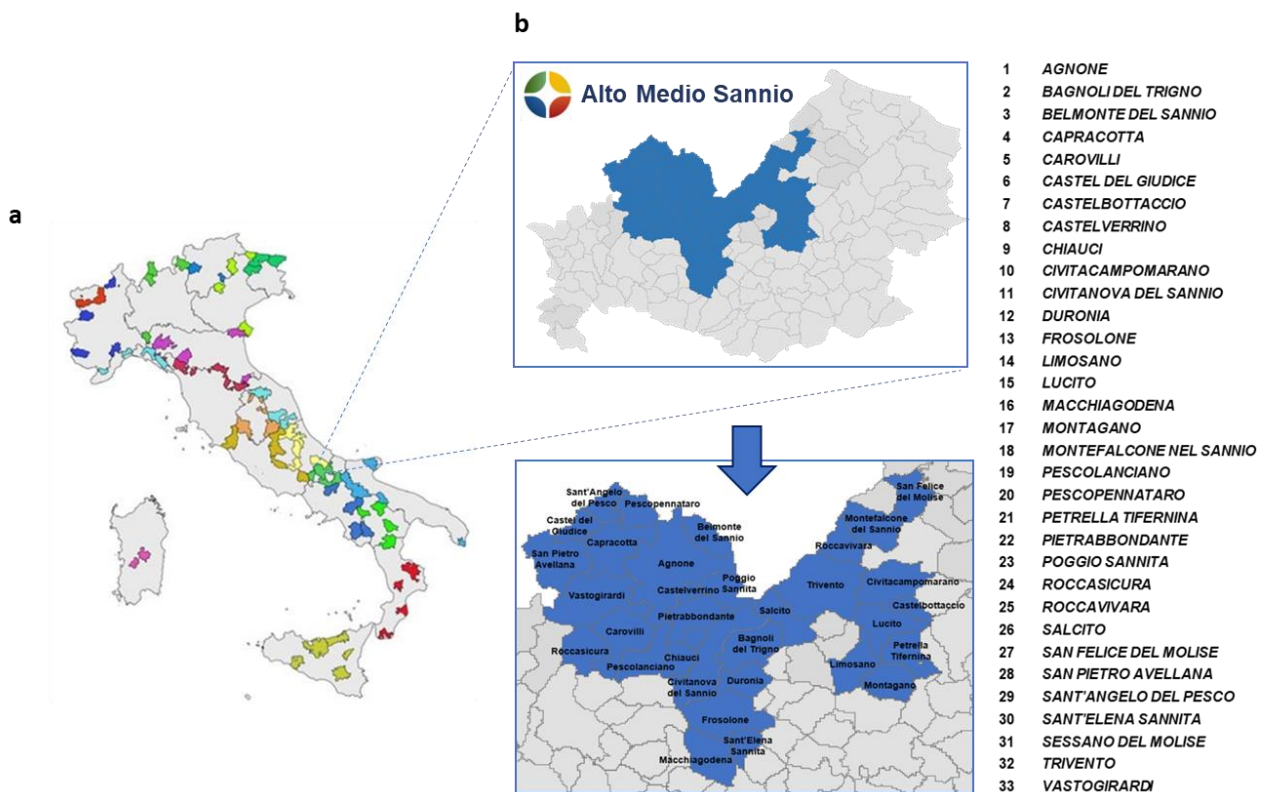 b
a
Alto Medio Sannio
1 AGNONE
2 BAGNOLI DEL TRIGNO
3 BELMONTE DEL SANNIO
4 CAPRACOTTA
5 CAROVILLI
6 CASTEL DEL GIUDICE
7 CASTELBOTTACCIO
8 CASTELVERRINO
9 CHIAUCI
10 CIVITACAMPOMARANO
11 CIVITANOVA DEL SANNIO
12 DURONIA
13 FROSOLONE
14 LIMOSANO
15 LUCITO
16 MACCHIAGODENA
17 MONTAGANO
18 MONTEFALCONE NEL SANNIO
19 PESCOLANCIANO
20 PESCOPENNATARO
21 PETRELLA TIFERNINA
22 PIETRABBONDANTE
23 POGGIO SANNITA
24 ROCCASICURA
25 ROCCAVIVARA
26 SALCITO
27 SAN FELICE DEL MOLISE
28 SAN PIETRO AVELLANA
29 SANT'ANGELO DEL PESCO
30 SANT'ELENA SANNITA
31 SESSANO DEL MOLISE
32 TRIVENTO
33 VASTOGIRARDI
Sant'Angelo
del Pesco
Pescopennataro
San Felice
del Molise
Castel del
Giudice
Belmonte
del Sannio
Montefalcone
del Sannio
Capracotta
Roccavivara
San Pietro
Avellana
Agnone
Poggio
Sannita
Trivento
Civitacampomarano
Castelverrino
Vastogirardi
Salcito
Castelbottaccio
Pietrabbondante
Lucito
Carovilli
Bagnoli
del Trigno
Petrella
Tifernina
Roccasicura
Chiauci
Pescolanciano
Limosano
Civitanova
del Sannio
Duronia
Montagano
Frosolone
Sant'Elena
Sannita
Macchiagodena